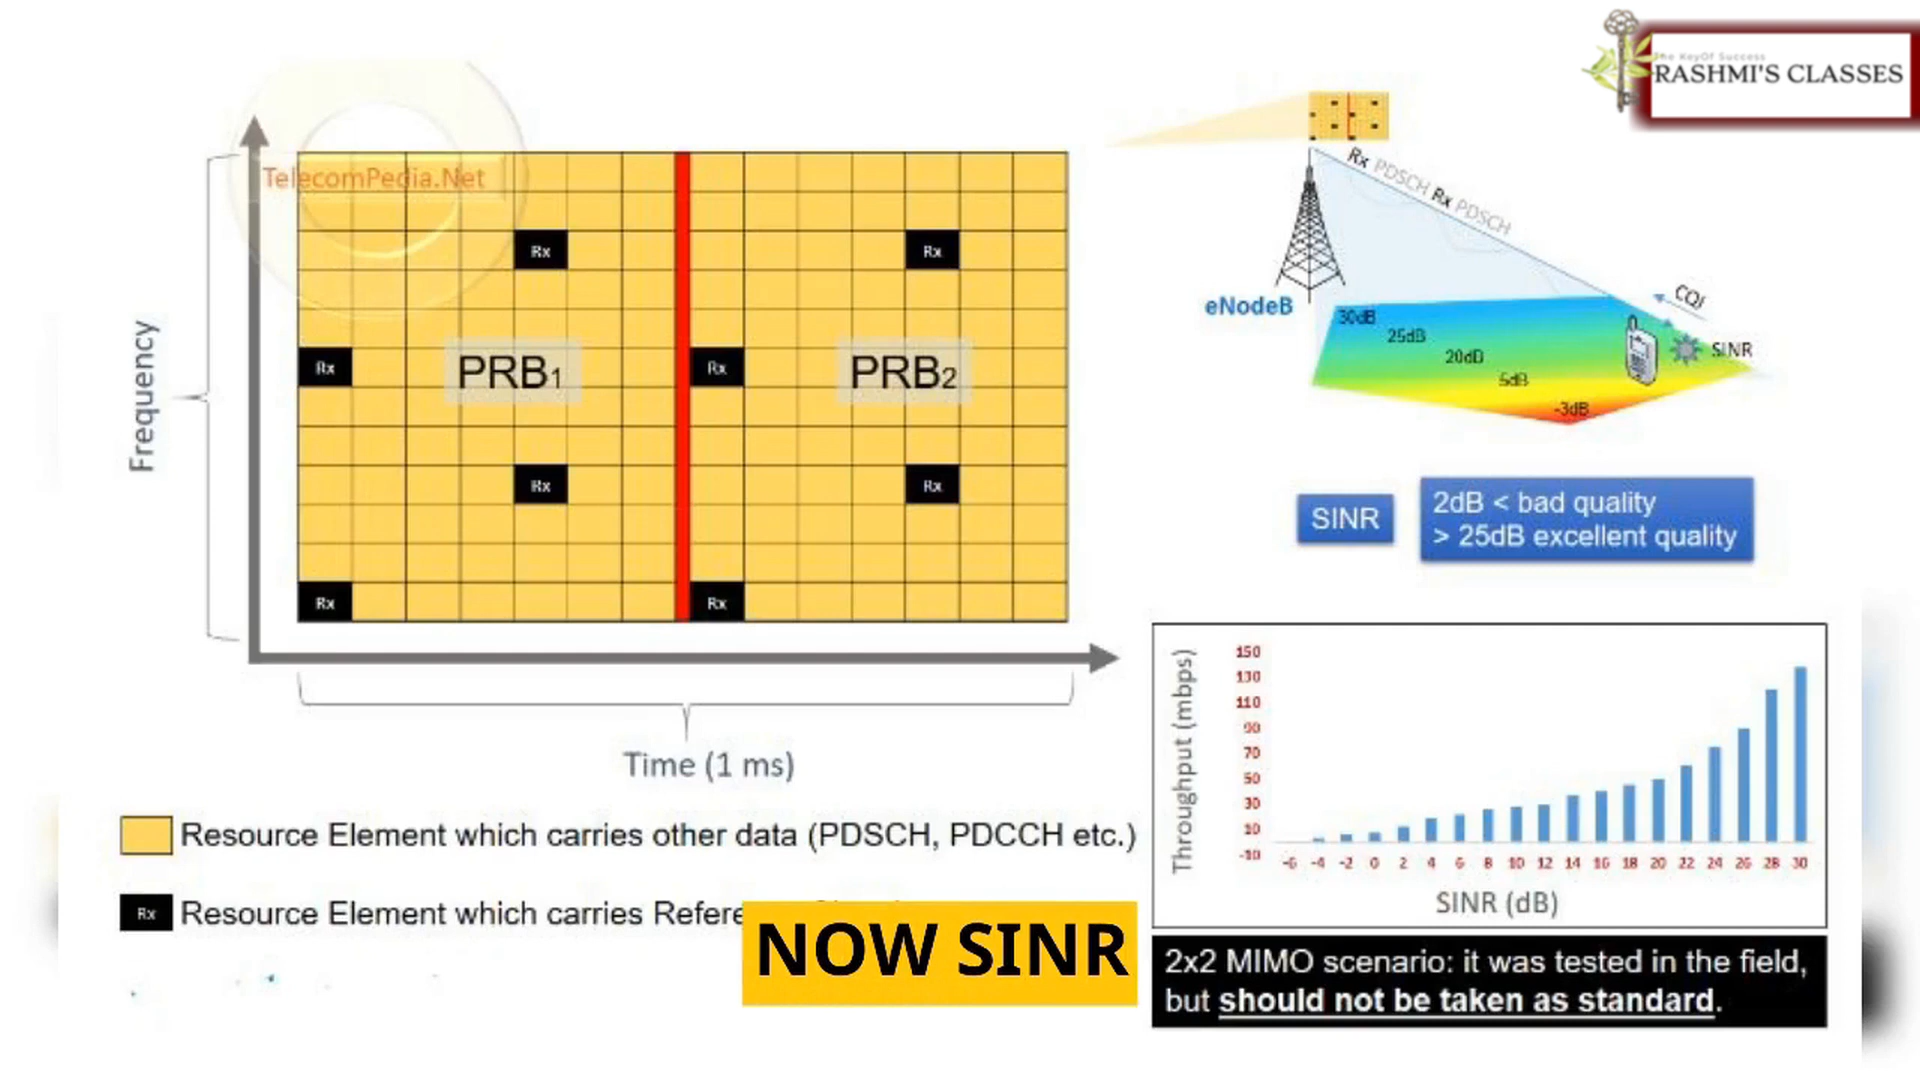 The KeyOf Success
RASHMI'S CLASSES
TelecomPedia.Net
Rx
Rx
Rx
Rx
Rx
Rx
Rx
Rx
PRB1
PRB2
Frequency
Time (1 ms)
Resource Element which carries other data (PDSCH, PDCCH etc.)
Rx
Resource Element which carries
NOW SINR
Rx PDSCH Rx PDSCH
eNodeB
CQI
SINR
30dB
25dB
20dB
5dB
-3dB
SINR
2dB < bad quality
> 25dB excellent quality
Throughput (mbps)
150
130
110
90
70
50
30
10
-10
-6 -4 -2 0 2 4 6 8 10 12 14 16 18 20 22 24 26 28 30
SINR (dB)
2x2 MIMO scenario: it was tested in the field,
but should not be taken as standard.